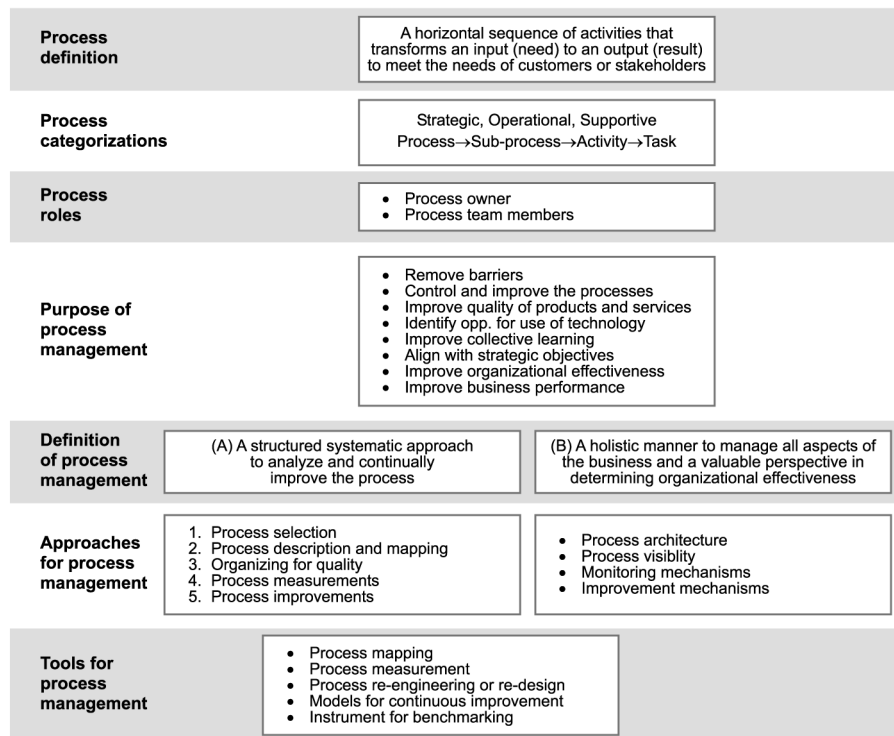 Process
definition
A horizontal sequence of activities that
transforms an input (need) to an output (result)
to meet the needs of customers or stakeholders
Process
categorizations
Strategic, Operational, Supportive
Process→Sub-process→Activity→Task
Process
roles
• Process owner
• Process team members
Purpose of
process
management
• Remove barriers
• Control and improve the processes
• Improve quality of products and services
• Identify opp. for use of technology
• Improve collective learning
• Align with strategic objectives
• Improve organizational effectiveness
• Improve business performance
Definition
of process
management
(A) A structured systematic approach
to analyze and continually
improve the process
(B) A holistic manner to manage all aspects of
the business and a valuable perspective in
determining organizational effectiveness
Approaches
for process
management
1. Process selection
2. Process description and mapping
3. Organizing for quality
4. Process measurements
5. Process improvements
• Process architecture
• Process visiblity
• Monitoring mechanisms
• Improvement mechanisms
Tools for
process
management
• Process mapping
• Process measurement
• Process re-engineering or re-design
• Models for continuous improvement
• Instrument for benchmarking